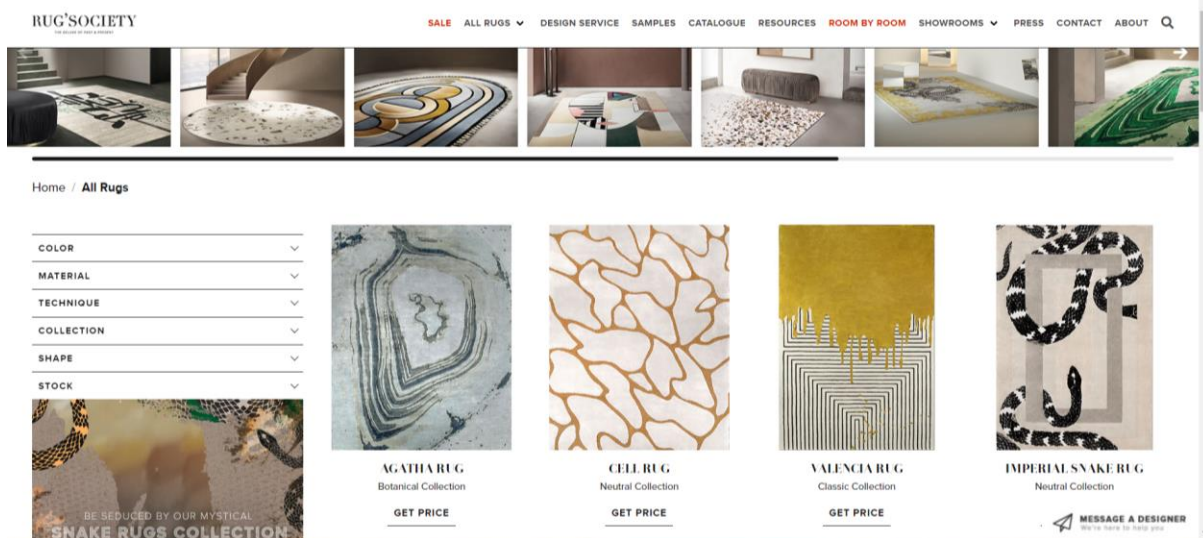 RUG'SOCIETY
THE DELUXE OF PAST & PRESENT
SALE ALL RUGS DESIGN SERVICE SAMPLES CATALOGUE RESOURCES ROOM BY ROOM SHOWROOMS PRESS CONTACT ABOUT
Home / All Rugs
COLOR
MATERIAL
TECHNIQUE
COLLECTION
SHAPE
STOCK
BE SEDUCED BY OUR MYSTICAL
SNAKE RUGS COLLECTION
AGATHA RUG
Botanical Collection
GET PRICE
CELL RUG
Neutral Collection
GET PRICE
VALENCIA RUG
Classic Collection
GET PRICE
IMPERIAL SNAKE RUG
Neutral Collection
MESSAGE A DESIGNER
We're here to help you